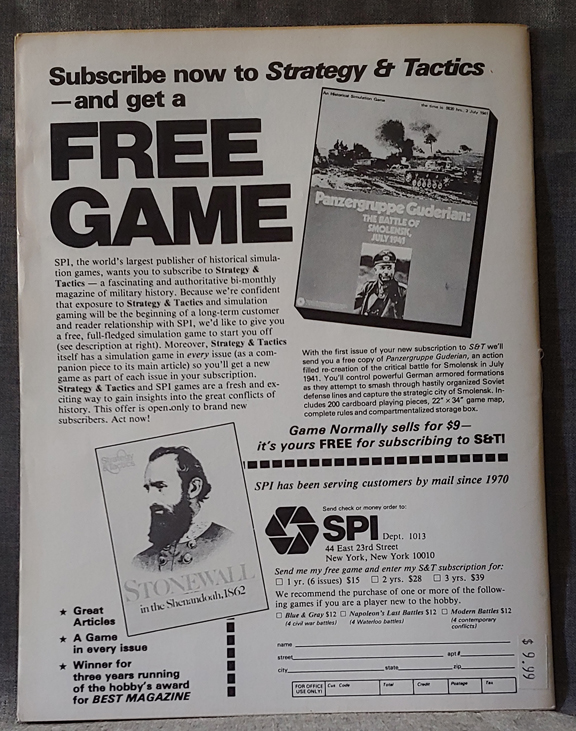 Subscribe now to Strategy & Tactics
—and get a
FREE
GAME
An Historical Simulation Game
the time is 1926 hrs, 3 July 1941
Panzergruppe Guderian:
THE BATTLE OF
SMOLENSK,
JULY 1941
SPI, the world's largest publisher of historical simula-
tion games, wants you to subscribe to Strategy &
Tactics — a fascinating and authoritative bi-monthly
magazine of military history. Because we're confident
that exposure to Strategy & Tactics and simulation
gaming will be the beginning of a long-term customer
and reader relationship with SPI, we'd like to give you
a free, full-fledged simulation game to start you off
(see description at right). Moreover, Strategy & Tactics
itself has a simulation game in every issue (as a com-
panion piece to its main article) so you'll get a new
game as part of each issue in your subscription.
Strategy & Tactics and SPI games are a fresh and ex-
citing way to gain insights into the great conflicts of
history. This offer is open only to brand new
subscribers. Act now!
With the first issue of your new subscription to S&T we'll
send you a free copy of Panzergruppe Guderian, an action
filled re-creation of the critical battle for Smolensk in July
1941. You'll control powerful German armored formations
as they attempt to smash through hastily organized Soviet
defense lines and capture the strategic city of Smolensk. In-
cludes 200 cardboard playing pieces, 22" × 34" game map,
complete rules and compartmentalized storage box.
Game Normally sells for $9—
it's yours FREE for subscribing to S&T!
Strategy
& Tactics
STONEWALL
in the Shenandoah, 1862
★ Great
Articles
★ A Game
in every issue
★ Winner for
three years running
of the hobby's award
for BEST MAGAZINE
SPI has been serving customers by mail since 1970
Send check or money order to:
SPI Dept. 1013
44 East 23rd Street
New York, New York 10010
Send me my free game and enter my S&T subscription for:
☐ 1 yr. (6 issues) $15 ☐ 2 yrs. $28 ☐ 3 yrs. $39
We recommend the purchase of one or more of the follow-
ing games if you are a player new to the hobby.
☐ Blue & Gray $12 ☐ Napoleon's Last Battles $12 ☐ Modern Battles $12
(4 civil war battles) (4 Waterloo battles) (4 contemporary
conflicts)
name
street apt #
city state zip
FOR OFFICE
USE ONLY! Cus. Code Total Credit Postage Tax
$9.99